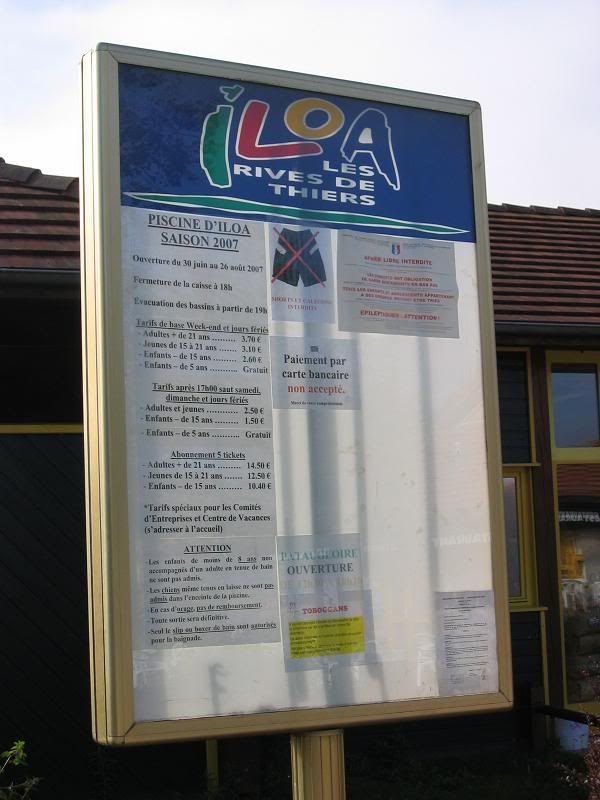 iLOA
LES
RIVES DE
THIERS
PISCINE D'ILOA
SAISON 2007
Ouverture du 30 juin au 26 août 2007
Fermeture de la caisse à 18h
Évacuation des bassins à partir de 19h
Tarifs de base Week-end et jours fériés
- Adultes + de 21 ans ......... 3.70 €
- Jeunes de 15 à 21 ans ....... 3.10 €
- Enfants – de 15 ans ......... 2.60 €
- Enfants – de 5 ans .......... Gratuit
Tarifs après 17h00 sauf samedi,
dimanche et jours fériés
- Adultes et jeunes ............ 2.50 €
- Enfants – de 15 ans ......... 1.50 €
- Enfants – de 5 ans ........... Gratuit
Abonnement 5 tickets
- Adultes + de 21 ans ......... 14.50 €
- Jeunes de 15 à 21 ans ....... 12.50 €
- Enfants – de 15 ans ......... 10.40 €
*Tarifs spéciaux pour les Comités
d'Entreprises et Centre de Vacances
(s'adresser à l'accueil)
ATTENTION
-Les enfants de moins de 8 ans non
accompagnés d'un adulte en tenue de bain
ne sont pas admis.
-Les chiens même tenus en laisse ne sont pas
admis dans l'enceinte de la piscine.
-En cas d'orage, pas de remboursement.
-Toute sortie sera définitive.
-Seul le slip ou boxer de bain sont autorisés
pour la baignade.
SHORTS ET CALEÇONS
INTERDITS
APNEE LIBRE INTERDITE
EPILEPTIQUES : ATTENTION !
Paiement par
carte bancaire
non accepté.
Merci de votre compréhension
PATAUGEOIRE
OUVERTURE
TOBOGGANS